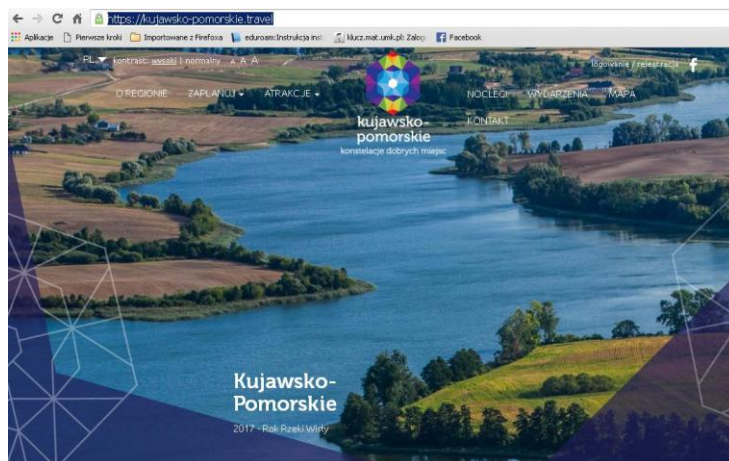 https://kujawsko-pomorskie.travel
Aplikacje Pierwsze kroki Importowane z Firefoxa eduroam:Instrukcja inst klucz.mat.umk.pl: Zalog Facebook
PL kontrast: wysoki | normalny A A A
logowanie / rejestracja
O REGIONIE ZAPLANUJ ATRAKCJE
NOCLEGI WYDARZENIA MAPA
KONTAKT
kujawsko-
pomorskie
konstelacje dobrych miejsc
Kujawsko-
Pomorskie
2017 - Rok Rzeki Wisły